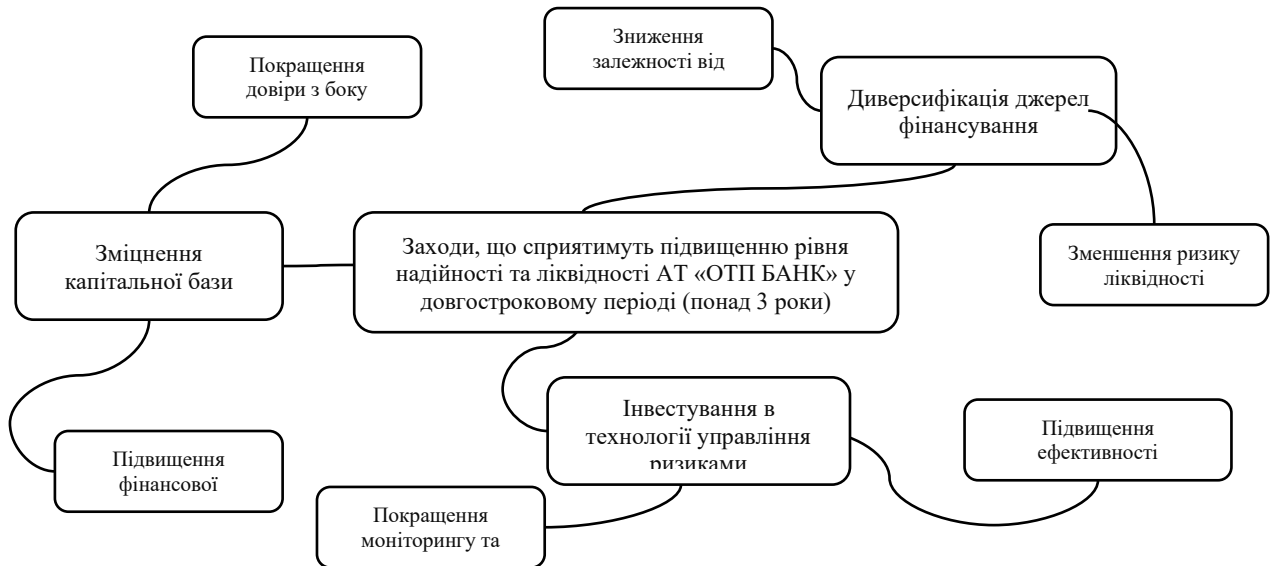 Зниження
залежності від
Покращення
довіри з боку
Диверсифікація джерел
фінансування
Зміцнення
капітальної бази
Заходи, що сприятимуть підвищенню рівня
надійності та ліквідності АТ «ОТП БАНК» у
довгостроковому періоді (понад 3 роки)
Зменшення ризику
ліквідності
Інвестування в
технології управління
ризиками
Підвищення
ефективності
Підвищення
фінансової
Покращення
моніторингу та